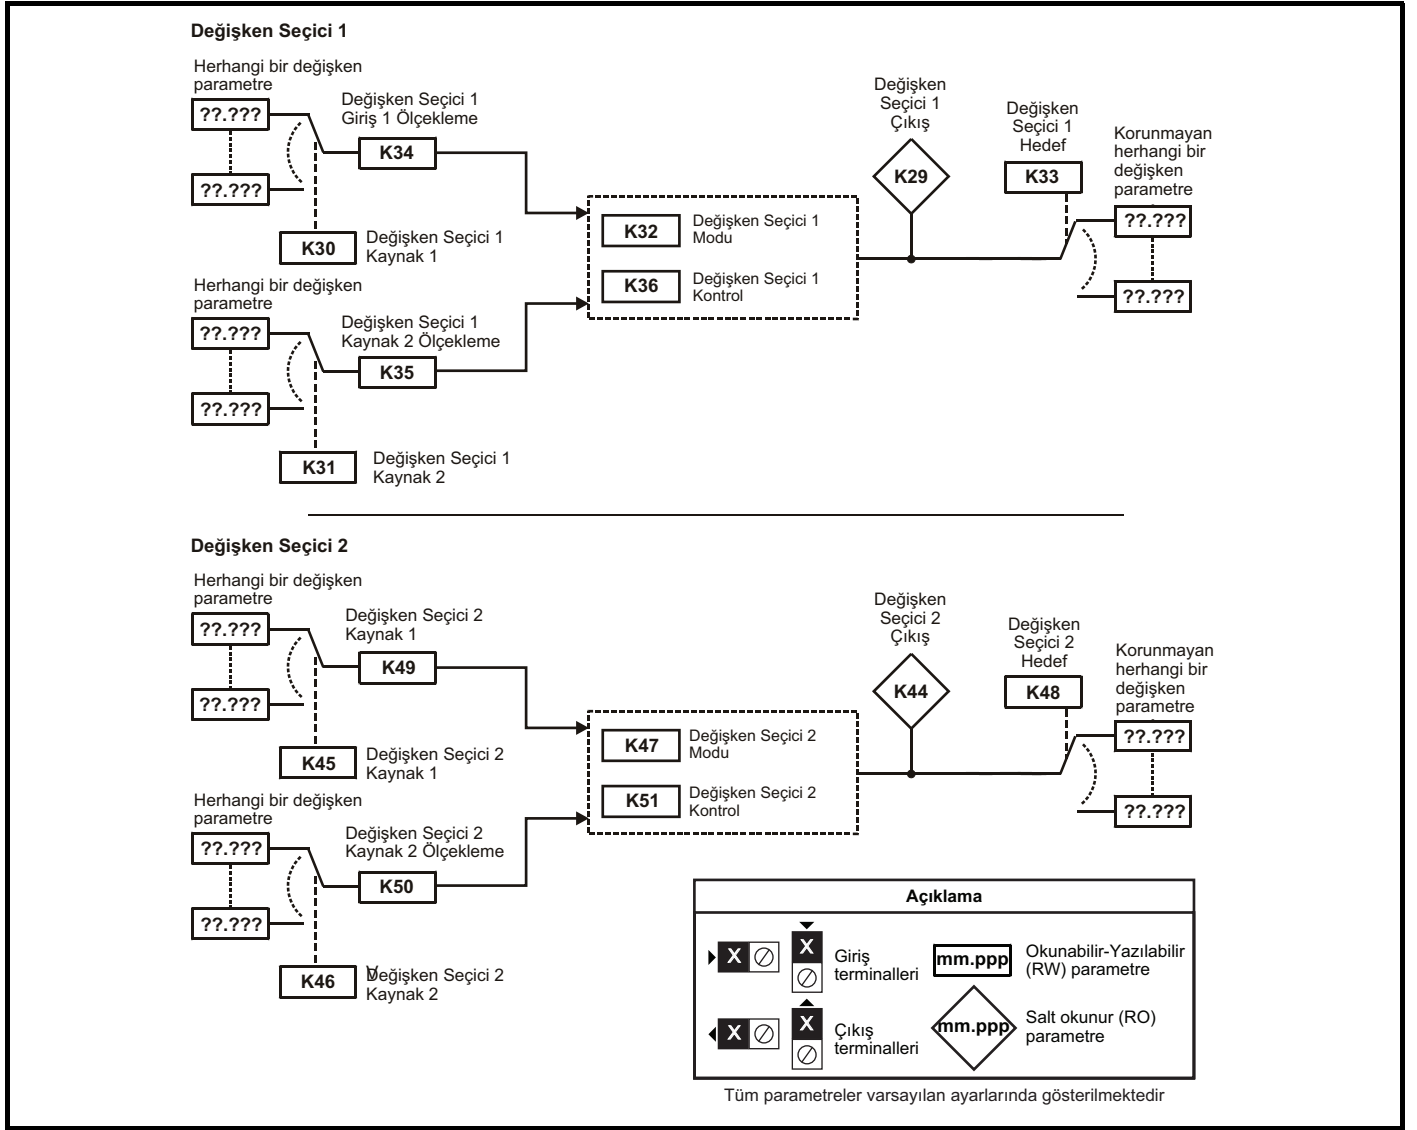 Değişken Seçici 1
Herhangi bir değişken
parametre
??.???
??.???
Değişken Seçici 1
Giriş 1 Ölçekleme
K34
K30
Değişken Seçici 1
Kaynak 1
Herhangi bir değişken
parametre
??.???
??.???
Değişken Seçici 1
Kaynak 2 Ölçekleme
K35
K31
Değişken Seçici 1
Kaynak 2
K32
Değişken Seçici 1
Modu
K36
Değişken Seçici 1
Kontrol
Değişken
Seçici 1
Çıkış
K29
Değişken
Seçici 1
Hedef
K33
Korunmayan
herhangi bir
değişken
parametre
??.???
??.???
Değişken Seçici 2
Herhangi bir değişken
parametre
??.???
??.???
Değişken Seçici 2
Kaynak 1
K49
K45
Değişken Seçici 2
Kaynak 1
Herhangi bir değişken
parametre
??.???
??.???
Değişken Seçici 2
Kaynak 2 Ölçekleme
K50
K46
Değişken Seçici 2
Kaynak 2
K47
Değişken Seçici 2
Modu
K51
Değişken Seçici 2
Kontrol
Değişken
Seçici 2
Çıkış
K44
Değişken
Seçici 2
Hedef
K48
Korunmayan
herhangi bir
değişken
parametre
??.???
??.???
Açıklama
X
X
Giriş
terminalleri
mm.ppp
Okunabilir-Yazılabilir
(RW) parametre
X
X
Çıkış
terminalleri
mm.ppp
Salt okunur (RO)
parametre
Tüm parametreler varsayılan ayarlarında gösterilmektedir